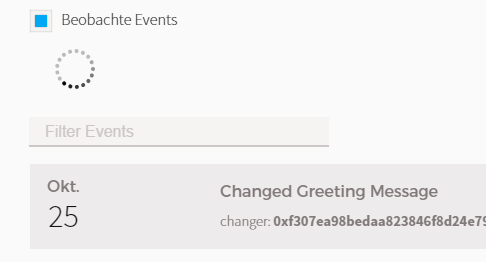 Beobachte Events
Filter Events
Okt.
25
Changed Greeting Message
changer: 0xf307ea98bedaa823846f8d24e79